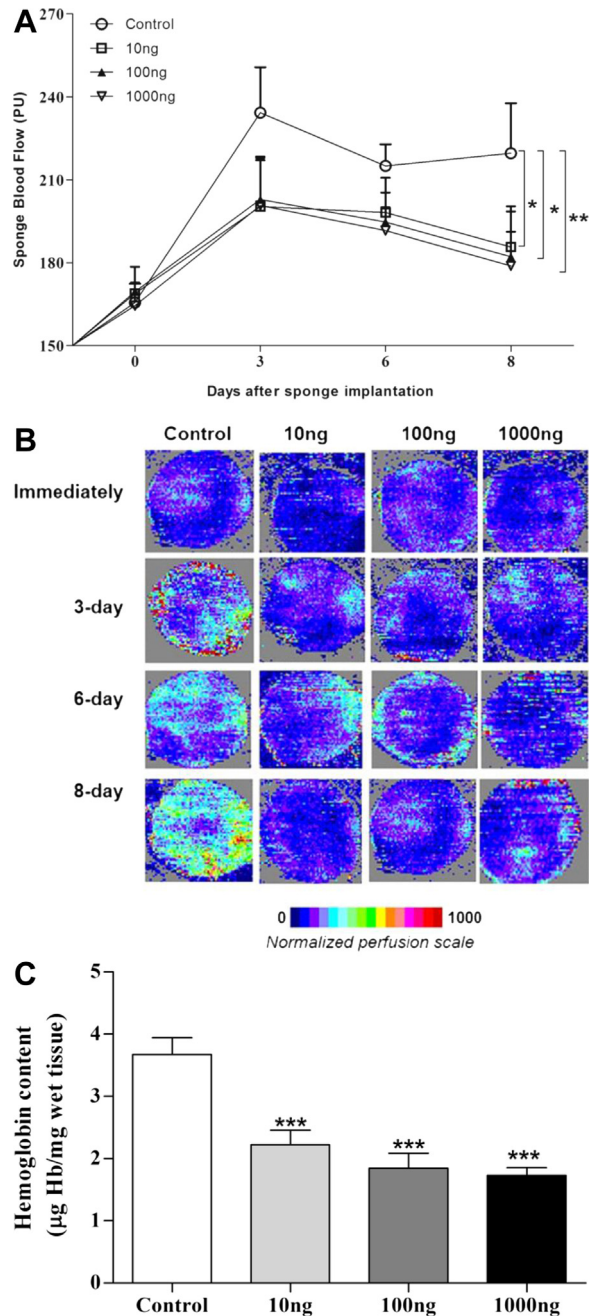 A
Control
10ng
100ng
1000ng
Sponge Blood Flow (PU)
270
240
210
180
150
* * **
0 3 6 8
Days after sponge implantation
B
Control 10ng 100ng 1000ng
Immediately
3-day
6-day
8-day
0 1000
Normalized perfusion scale
C
Hemoglobin content
(µg Hb/mg wet tissue)
5
4
3
2
1
0
*** *** ***
Control 10ng 100ng 1000ng